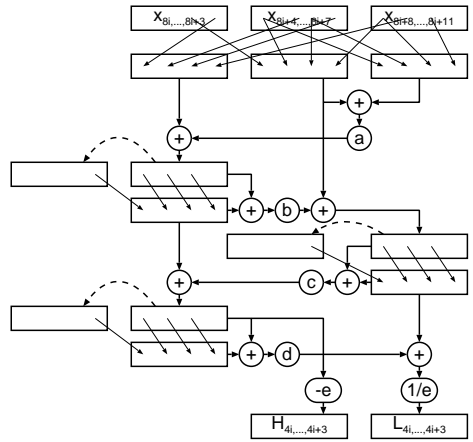 x8i,...,8i+3 x8i+4,...,8i+7 x8i+8,...,8i+11
+
+ a
+ b +
+ c +
+ d +
-e 1/e
H4i,...,4i+3 L4i,...,4i+3